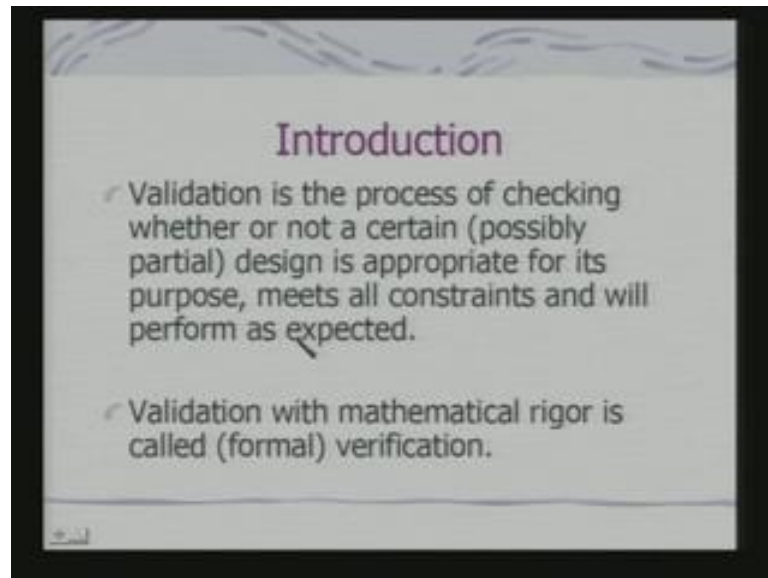 Introduction
Validation is the process of checking
whether or not a certain (possibly
partial) design is appropriate for its
purpose, meets all constraints and will
perform as expected.
Validation with mathematical rigor is
called (formal) verification.